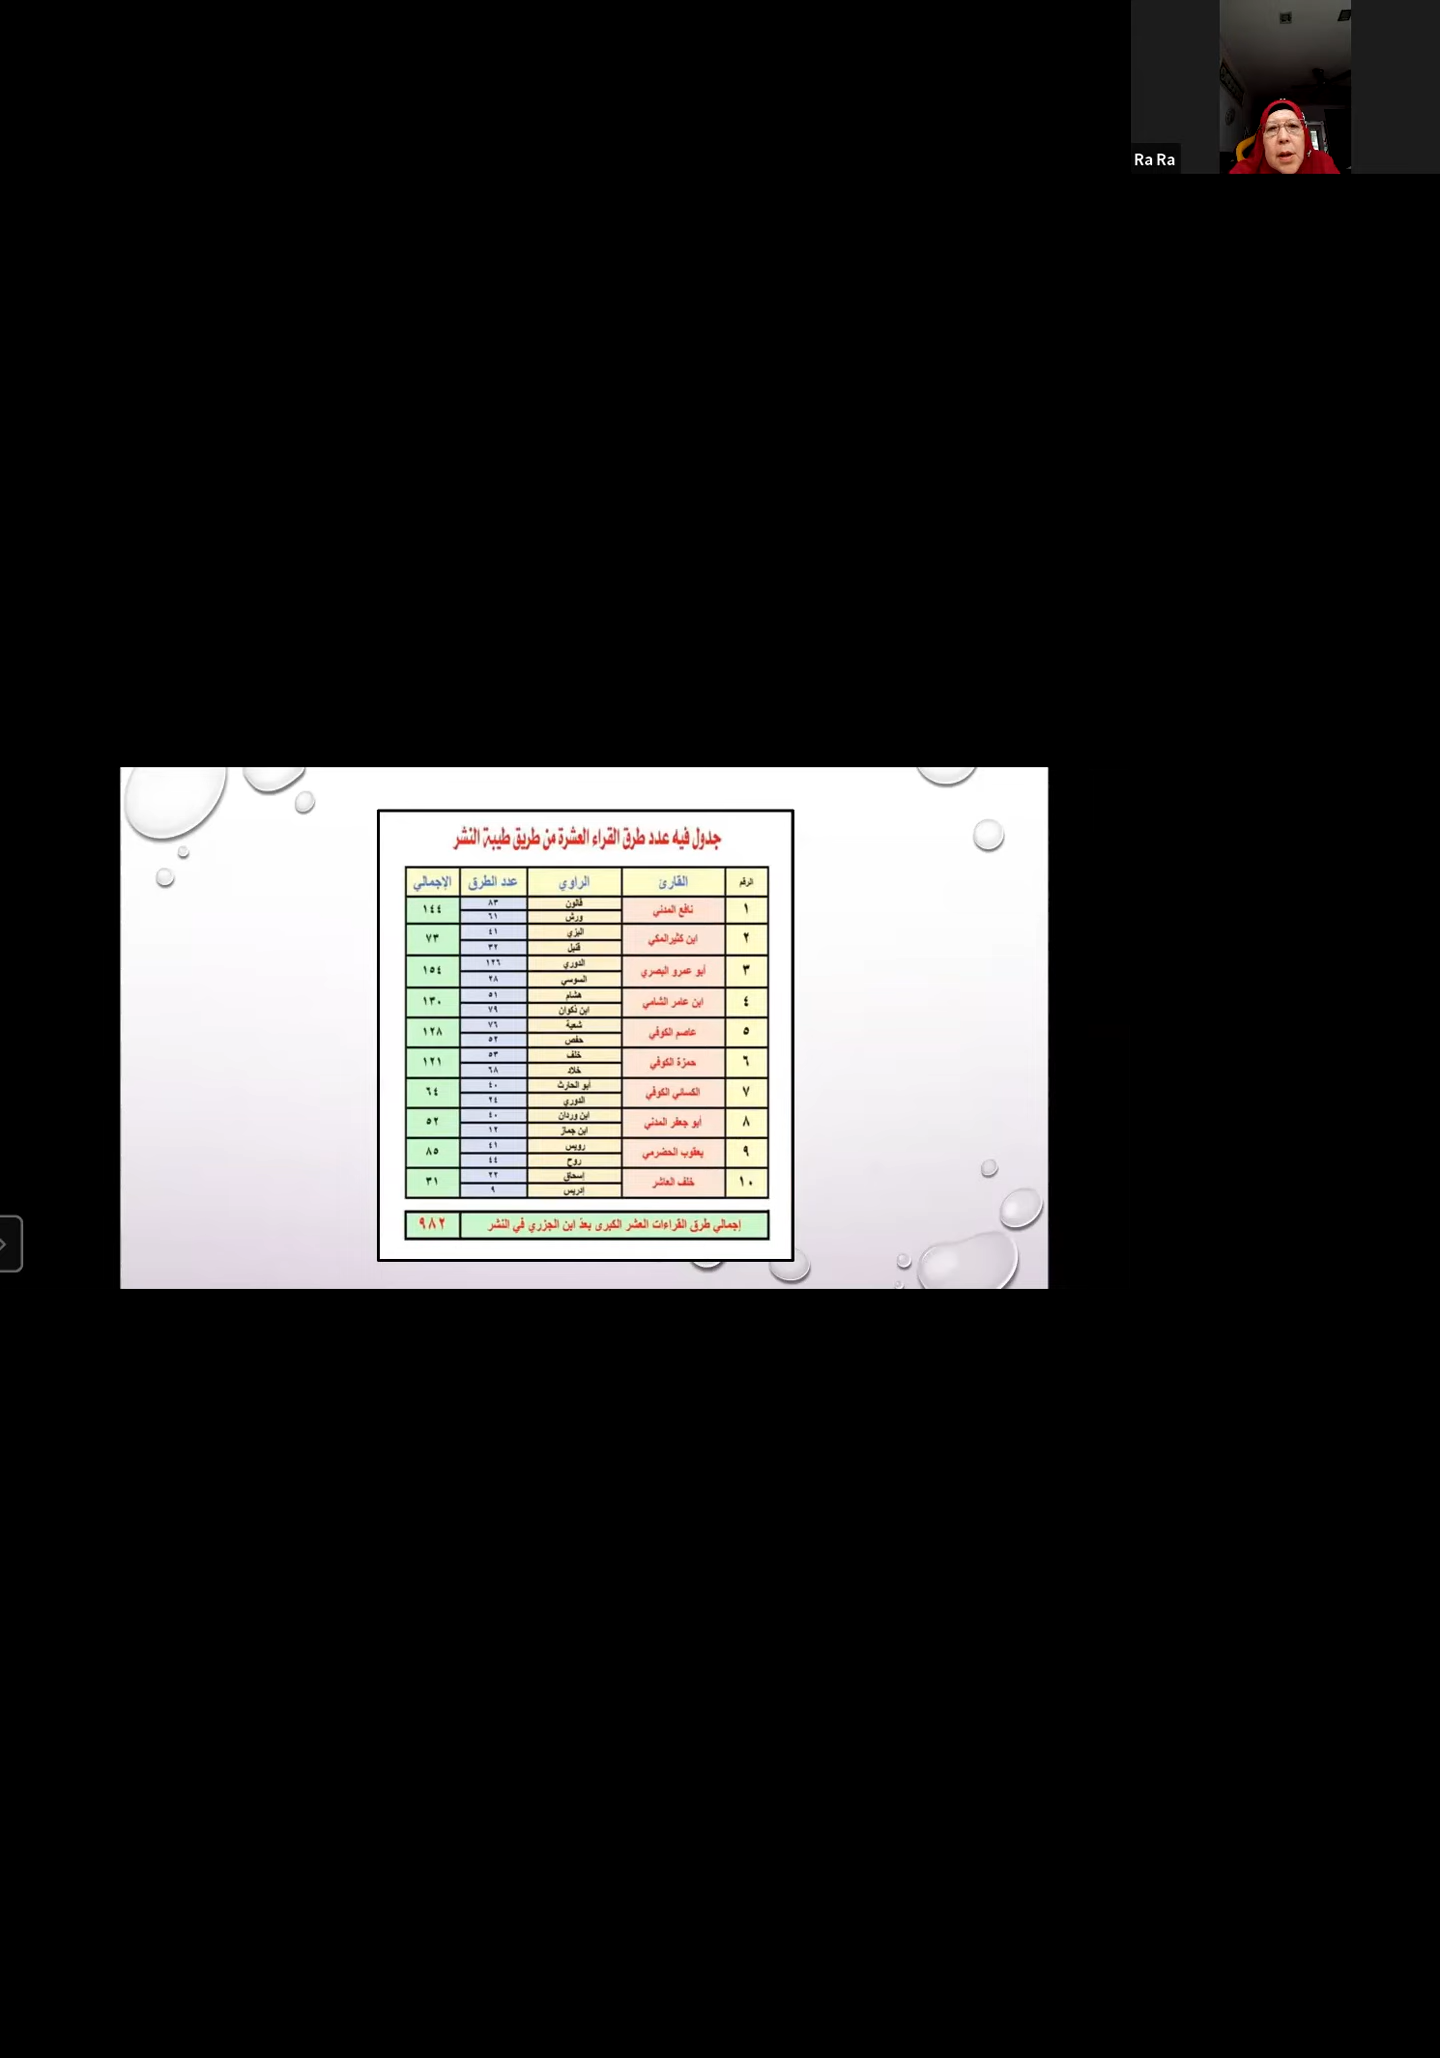 Ra Ra
جدول فيه عدد طرق القراء العشرة من طريق طيبة النشر
الرقم القارئ الراوي عدد الطرق الإجمالي
١ نافع المدني قالون ٨٣ ١٤٤
ورش ٦١
٢ ابن كثيرالمكي البزي ٤١ ٧٣
قنبل ٣٢
٣ أبو عمرو البصري الدوري ١٢٦ ١٥٤
السوسي ٢٨
٤ ابن عامر الشامي هشام ٥١ ١٣٠
ابن ذكوان ٧٩
٥ عاصم الكوفي شعبة ٧٦ ١٢٨
حفص ٥٢
٦ حمزة الكوفي خلف ٥٣ ١٢١
خلاد ٦٨
٧ الكسائي الكوفي أبو الحارث ٤٠ ٦٤
الدوري ٢٤
٨ أبو جعفر المدني ابن وردان ٤٠ ٥٢
ابن جماز ١٢
٩ يعقوب الحضرمي رويس ٤١ ٨٥
روح ٤٤
١٠ خلف العاشر إسحاق ٢٢ ٣١
إدريس ٩
إجمالي طرق القراءات العشر الكبرى بعدّ ابن الجزري في النشر ٩٨٢